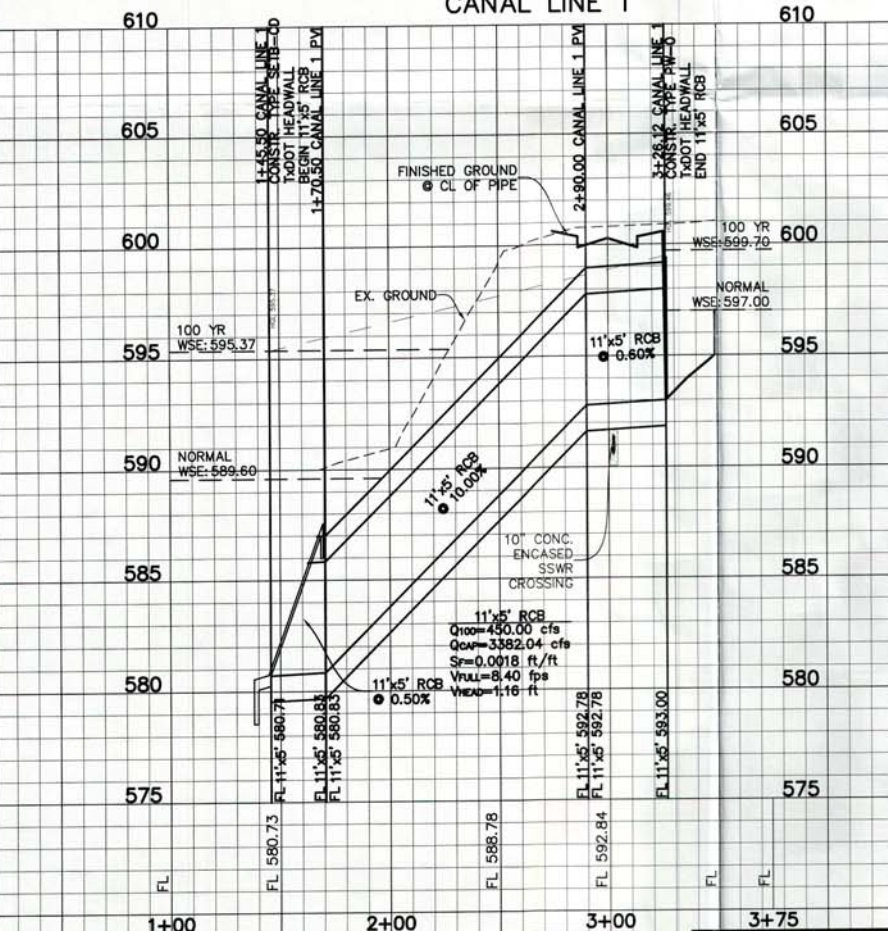 CANAL LINE 1
610
610
1+45.50 CANAL LINE 1
CONSTR. TYPE SETB-CD
TxDOT HEADWALL
BEGIN 11'x5' RCB
1+70.50 CANAL LINE 1 PVI
2+90.00 CANAL LINE 1 PVI
3+26.12 CANAL LINE 1
CONSTR. TYPE PW-O
TxDOT HEADWALL
END 11'x5' RCB
605
605
FINISHED GROUND
@ CL OF PIPE
600
600
100 YR
WSE:599.70
EX. GROUND
NORMAL
WSE:597.00
100 YR
WSE:595.37
595
595
11'x5' RCB
@ 0.60%
590
590
NORMAL
WSE:589.60
11'x5' RCB
@ 10.00%
10" CONC.
ENCASED
SSWR
CROSSING
585
585
11'x5' RCB
Q100=450.00 cfs
QCAP=3382.04 cfs
SF=0.0018 ft/ft
VFULL=8.40 fps
VHEAD=1.16 ft
580
580
11'x5' RCB
@ 0.50%
FL 11'x5' 580.71
FL 11'x5' 580.83
FL 11'x5' 580.83
FL 11'x5' 592.78
FL 11'x5' 592.78
FL 11'x5' 593.00
575
575
FL
FL 580.73
FL 588.78
FL 592.84
FL
FL
1+00
2+00
3+00
3+75